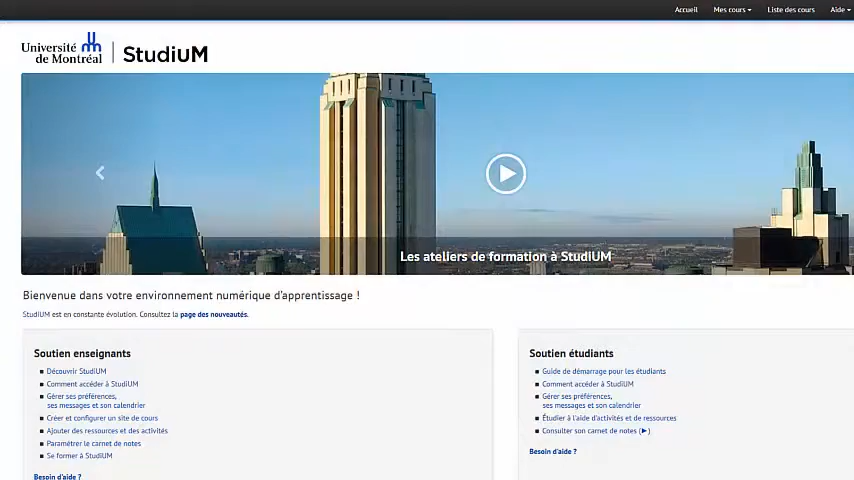 Accueil Mes cours Liste des cours Aide
Université
de Montréal
StudiUM
Les ateliers de formation à StudiUM
Bienvenue dans votre environnement numérique d'apprentissage !
StudiUM est en constante évolution. Consultez la page des nouveautés.
Soutien enseignants
Découvrir StudiUM
Comment accéder à StudiUM
Gérer ses préférences,
ses messages et son calendrier
Créer et configurer un site de cours
Ajouter des ressources et des activités
Paramétrer le carnet de notes
Se former à StudiUM
Besoin d'aide ?
Soutien étudiants
Guide de démarrage pour les étudiants
Comment accéder à StudiUM
Gérer ses préférences,
ses messages et son calendrier
Étudier à l'aide d'activités et de ressources
Consulter son carnet de notes (►)
Besoin d'aide ?